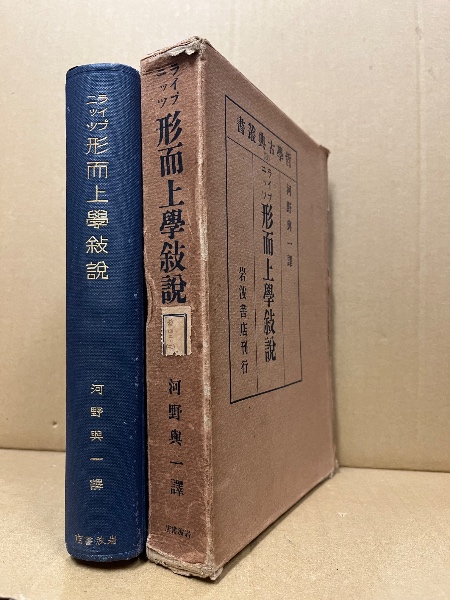 ライプニッツ
形而上學敍說
河野與一譯
店書波岩
ライプニッツ
形而上學敍說
河野與一譯
店書波岩
書叢典古學哲
河野與一譯
ライプニッツ
形而上學敍說
岩波書店刊行